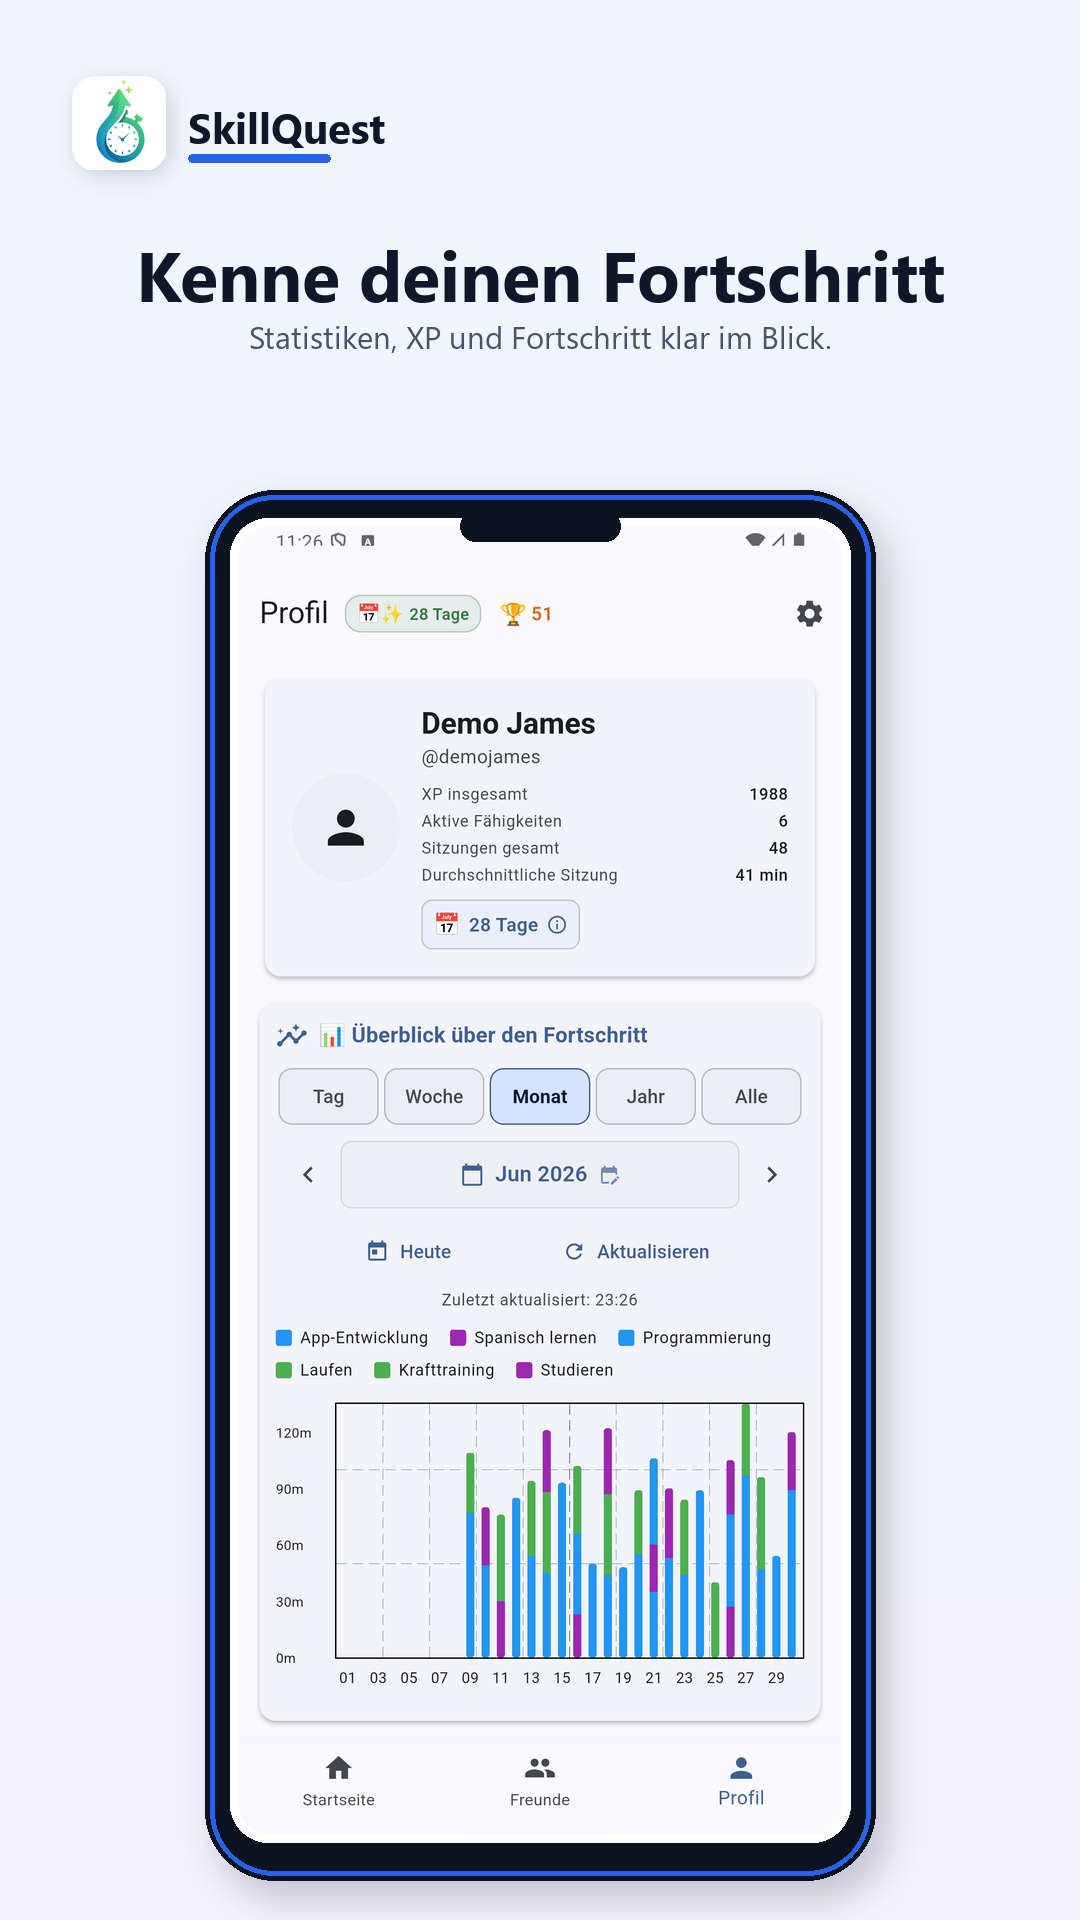 SkillQuest
Kenne deinen Fortschritt
Statistiken, XP und Fortschritt klar im Blick.
11:26
Profil
28 Tage
51
Demo James
@demojames
XP insgesamt 1988
Aktive Fähigkeiten 6
Sitzungen gesamt 48
Durchschnittliche Sitzung 41 min
28 Tage
Überblick über den Fortschritt
Tag Woche Monat Jahr Alle
Jun 2026
Heute Aktualisieren
Zuletzt aktualisiert: 23:26
App-Entwicklung Spanisch lernen Programmierung
Laufen Krafttraining Studieren
120m
90m
60m
30m
0m
01 03 05 07 09 11 13 15 17 19 21 23 25 27 29
Startseite Freunde Profil